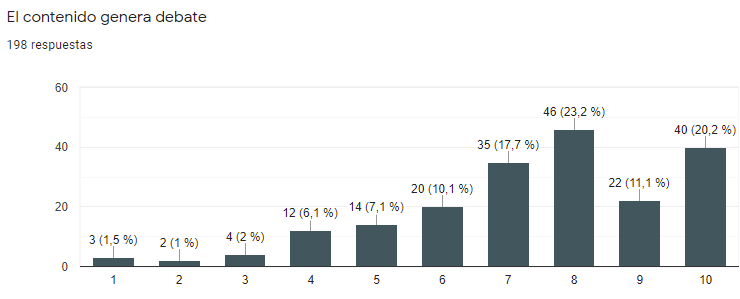 El contenido genera debate
198 respuestas
60
40
20
0
3 (1,5 %)
2 (1 %)
4 (2 %)
12 (6,1 %)
14 (7,1 %)
20 (10,1 %)
35 (17,7 %)
46 (23,2 %)
22 (11,1 %)
40 (20,2 %)
1 2 3 4 5 6 7 8 9 10